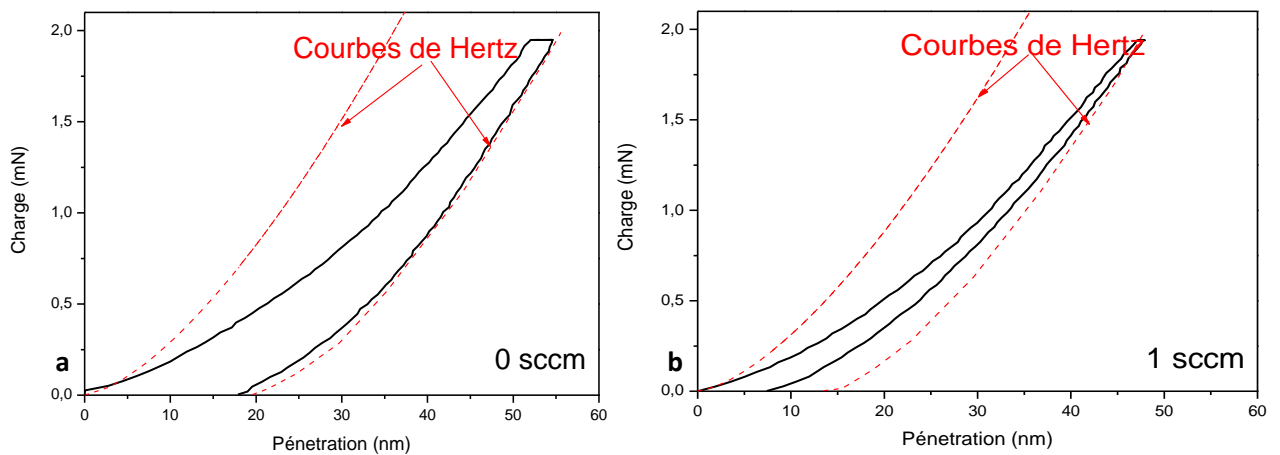 2,0
1,5
1,0
0,5
0,0
Charge (mN)
Courbes de Hertz
a
0 sccm
0 10 20 30 40 50 60
Pénetration (nm)
2,0
1,5
1,0
0,5
0,0
Charge (mN)
Courbes de Hertz
b
1 sccm
0 10 20 30 40 50 60
Pénetration (nm)